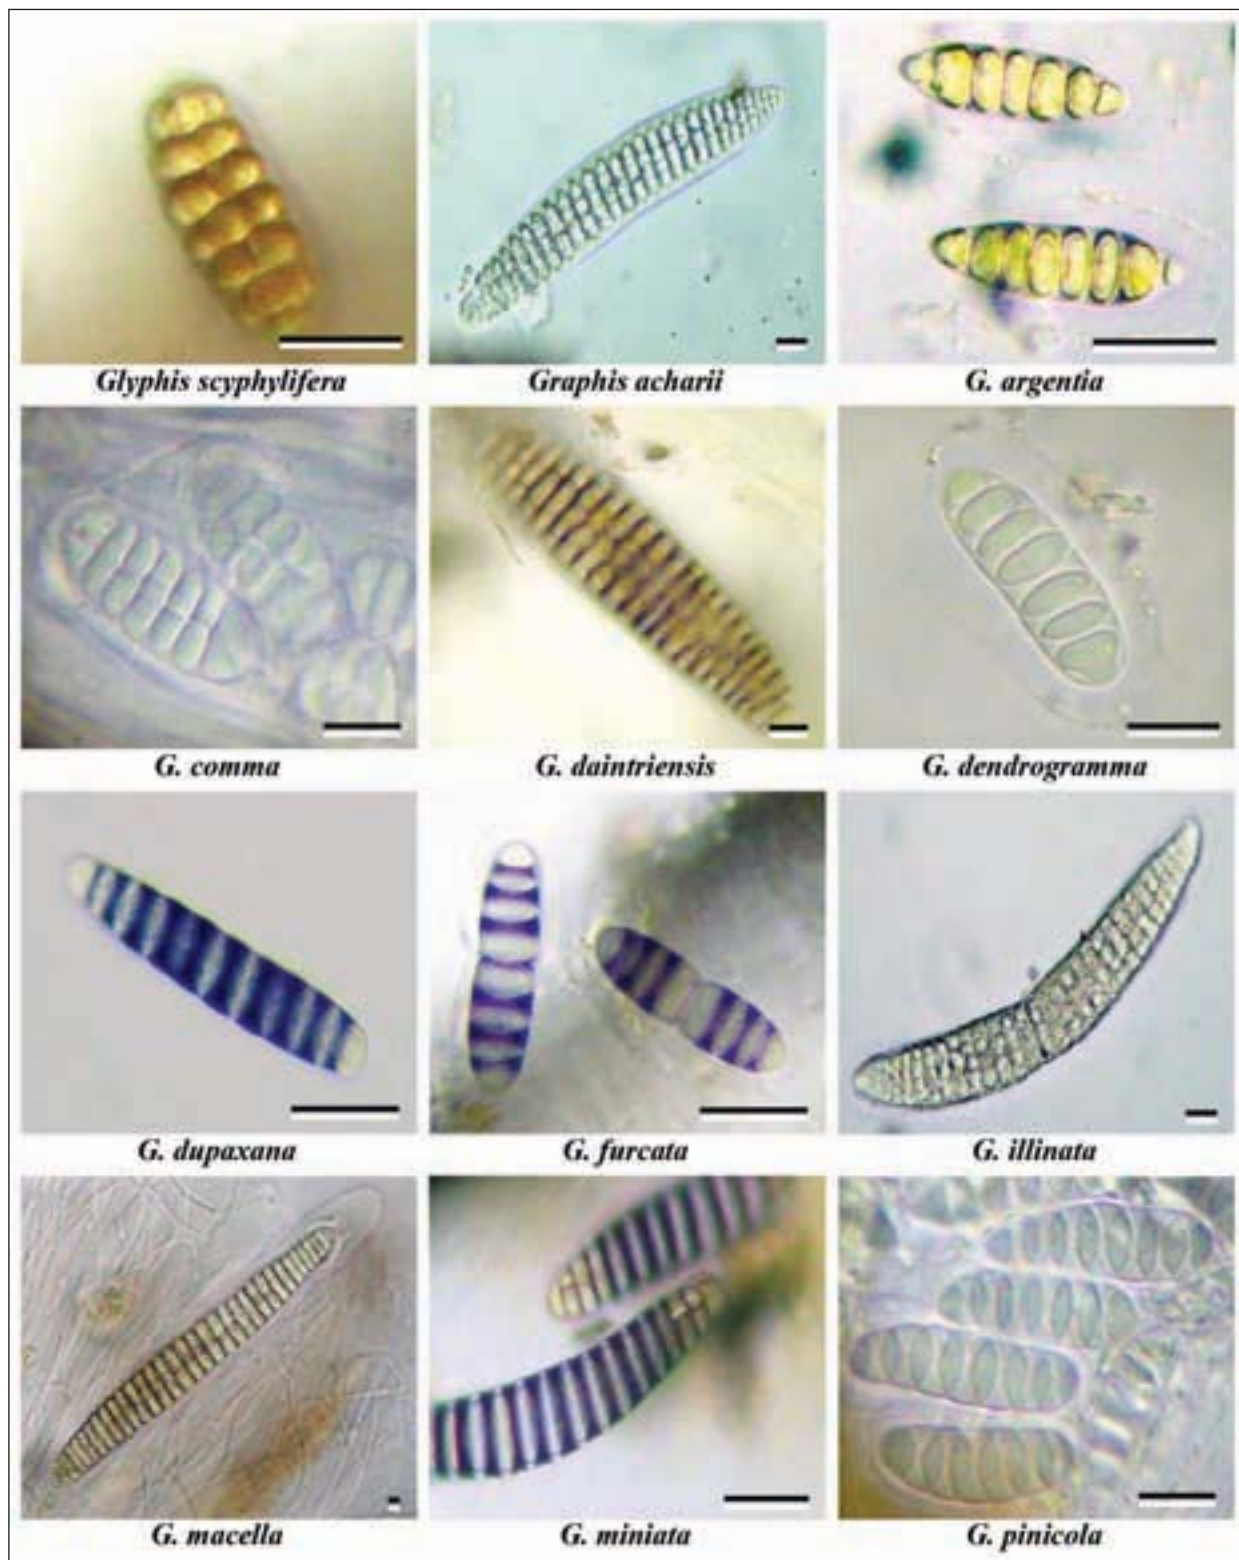 Glyphis scyphylifera
Graphis acharii
G. argentia
G. comma
G. daintriensis
G. dendrogramma
G. dupaxana
G. furcata
G. illinata
G. macella
G. miniata
G. pinicola